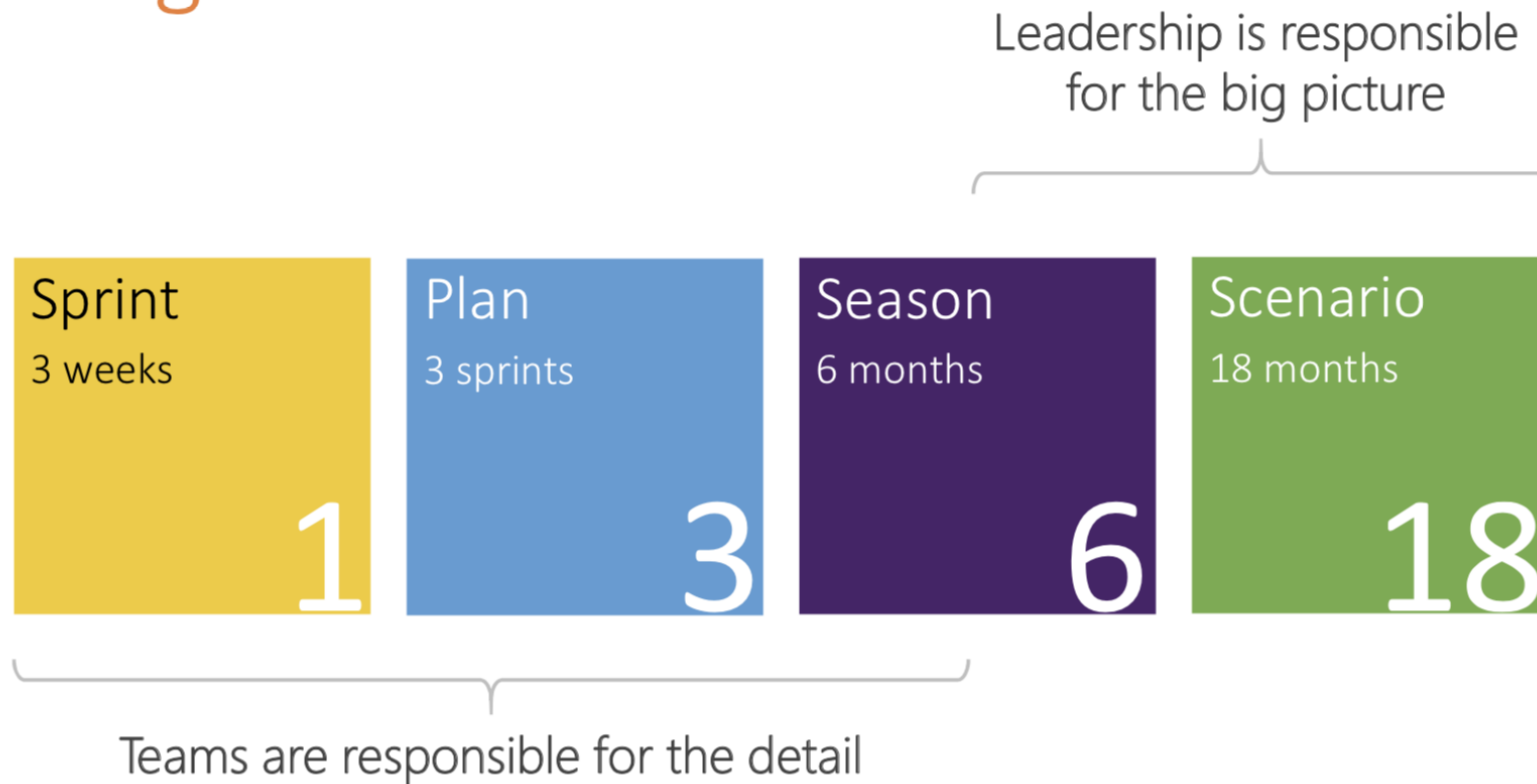 Leadership is responsible
for the big picture
Sprint
3 weeks
1
Plan
3 sprints
3
Season
6 months
6
Scenario
18 months
18
Teams are responsible for the detail